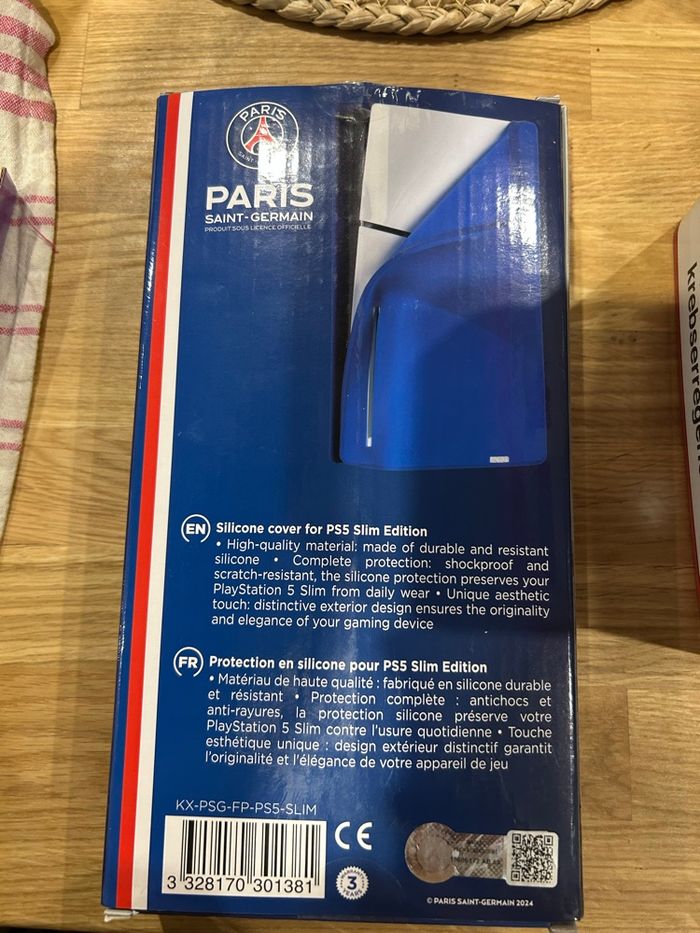 PARIS
PARIS
SAINT-GERMAIN
PRODUIT SOUS LICENCE OFFICIELLE
EN Silicone cover for PS5 Slim Edition
• High-quality material: made of durable and resistant
silicone • Complete protection: shockproof and
scratch-resistant, the silicone protection preserves your
PlayStation 5 Slim from daily wear • Unique aesthetic
touch: distinctive exterior design ensures the originality
and elegance of your gaming device
FR Protection en silicone pour PS5 Slim Edition
• Matériau de haute qualité : fabriqué en silicone durable
et résistant • Protection complète : antichocs et
anti-rayures, la protection silicone préserve votre
PlayStation 5 Slim contre l'usure quotidienne • Touche
esthétique unique : design extérieur distinctif garantit
l'originalité et l'élégance de votre appareil de jeu
KX-PSG-FP-PS5-SLIM
CE
3 328170 301381
3
YEARS
© PARIS SAINT-GERMAIN 2024